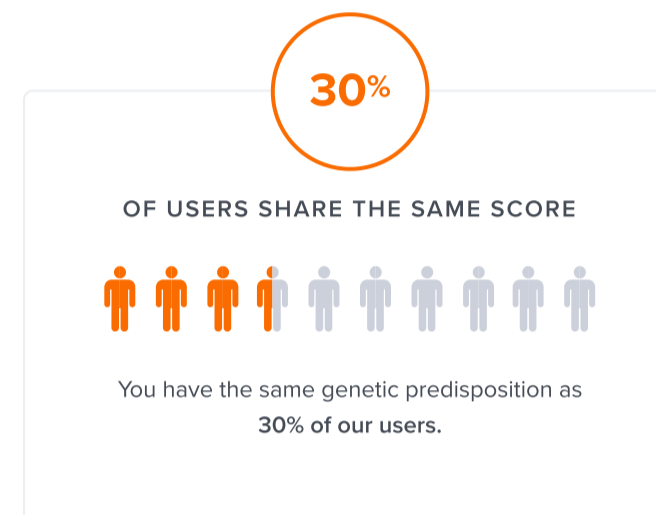 30%
OF USERS SHARE THE SAME SCORE
You have the same genetic predisposition as
30% of our users.